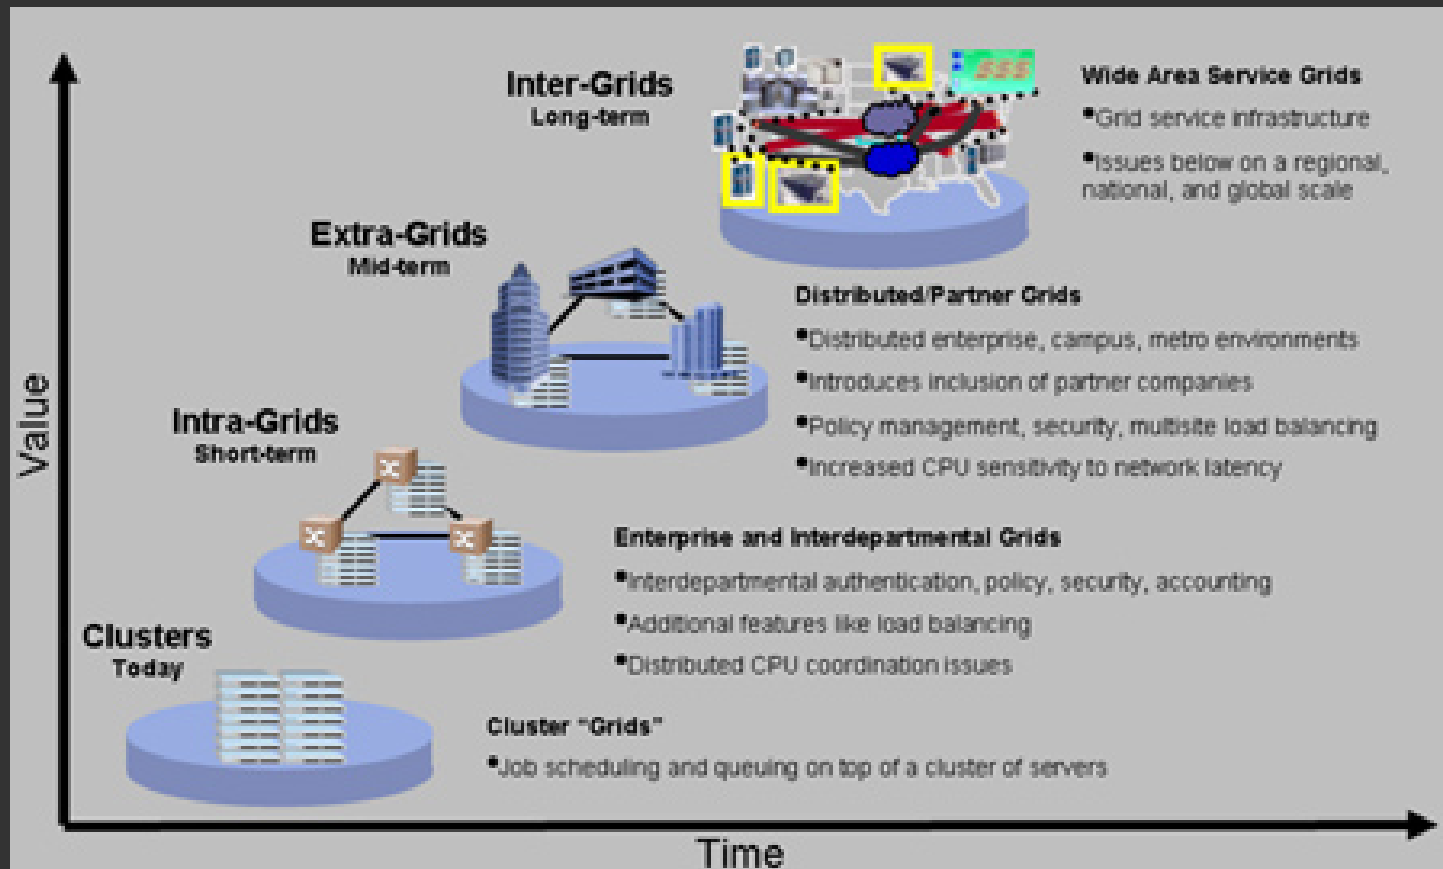 Inter-Grids
Long-term
Wide Area Service Grids
•Grid service infrastructure
•Issues below on a regional,
national, and global scale
Extra-Grids
Mid-term
Distributed/Partner Grids
•Distributed enterprise, campus, metro environments
•Introduces inclusion of partner companies
•Policy management, security, multisite load balancing
•Increased CPU sensitivity to network latency
Intra-Grids
Short-term
Enterprise and Interdepartmental Grids
•Interdepartmental authentication, policy, security, accounting
•Additional features like load balancing
•Distributed CPU coordination issues
Clusters
Today
Cluster "Grids"
•Job scheduling and queuing on top of a cluster of servers
Value
Time